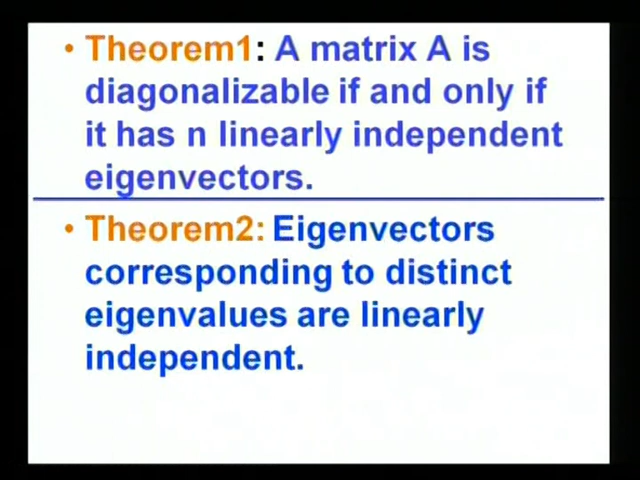 • Theorem1: A matrix A is
diagonalizable if and only if
it has n linearly independent
eigenvectors.
• Theorem2: Eigenvectors
corresponding to distinct
eigenvalues are linearly
independent.